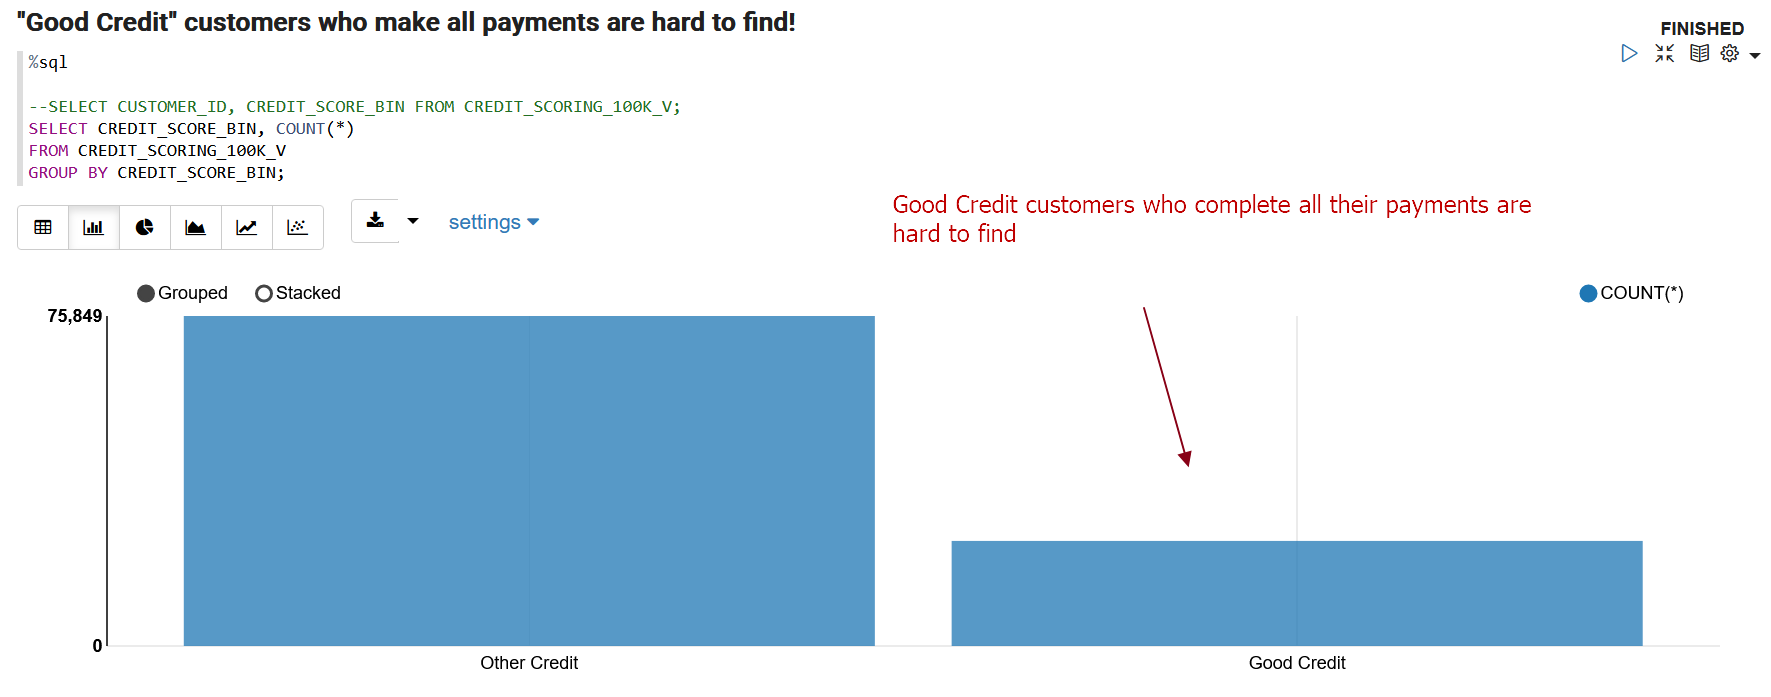 "Good Credit" customers who make all payments are hard to find!
FINISHED
%sql
--SELECT CUSTOMER_ID, CREDIT_SCORE_BIN FROM CREDIT_SCORING_100K_V;
SELECT CREDIT_SCORE_BIN, COUNT(*)
FROM CREDIT_SCORING_100K_V
GROUP BY CREDIT_SCORE_BIN;
settings
Good Credit customers who complete all their payments are
hard to find
Grouped Stacked
COUNT(*)
75,849
0
Other Credit Good Credit